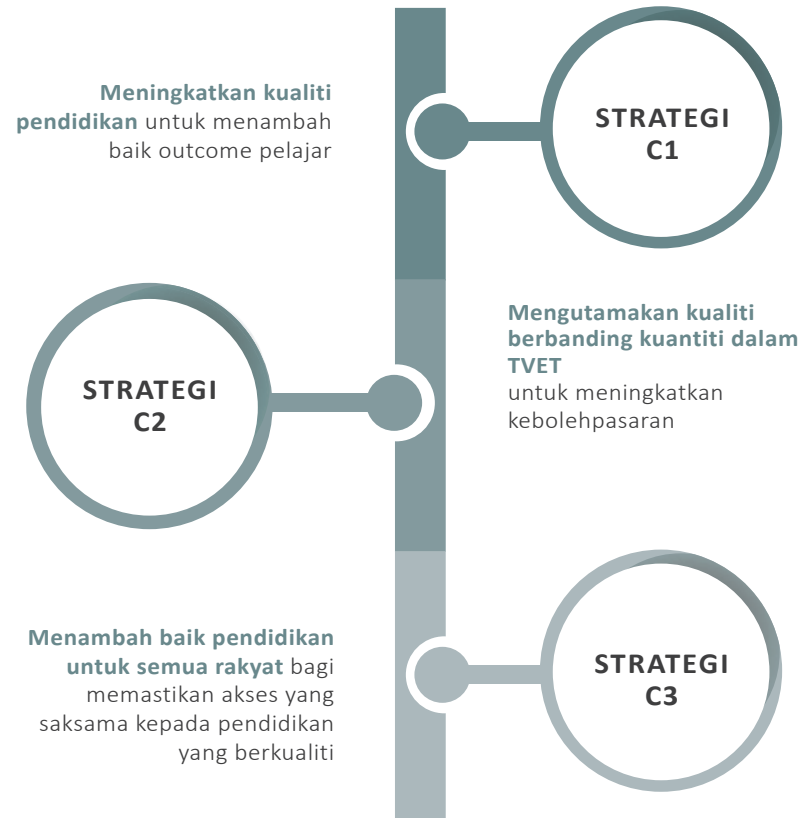 Meningkatkan kualiti
pendidikan untuk menambah
baik outcome pelajar
STRATEGI
C1
STRATEGI
C2
Mengutamakan kualiti
berbanding kuantiti dalam
TVET
untuk meningkatkan
kebolehpasaran
Menambah baik pendidikan
untuk semua rakyat bagi
memastikan akses yang
saksama kepada pendidikan
yang berkualiti
STRATEGI
C3